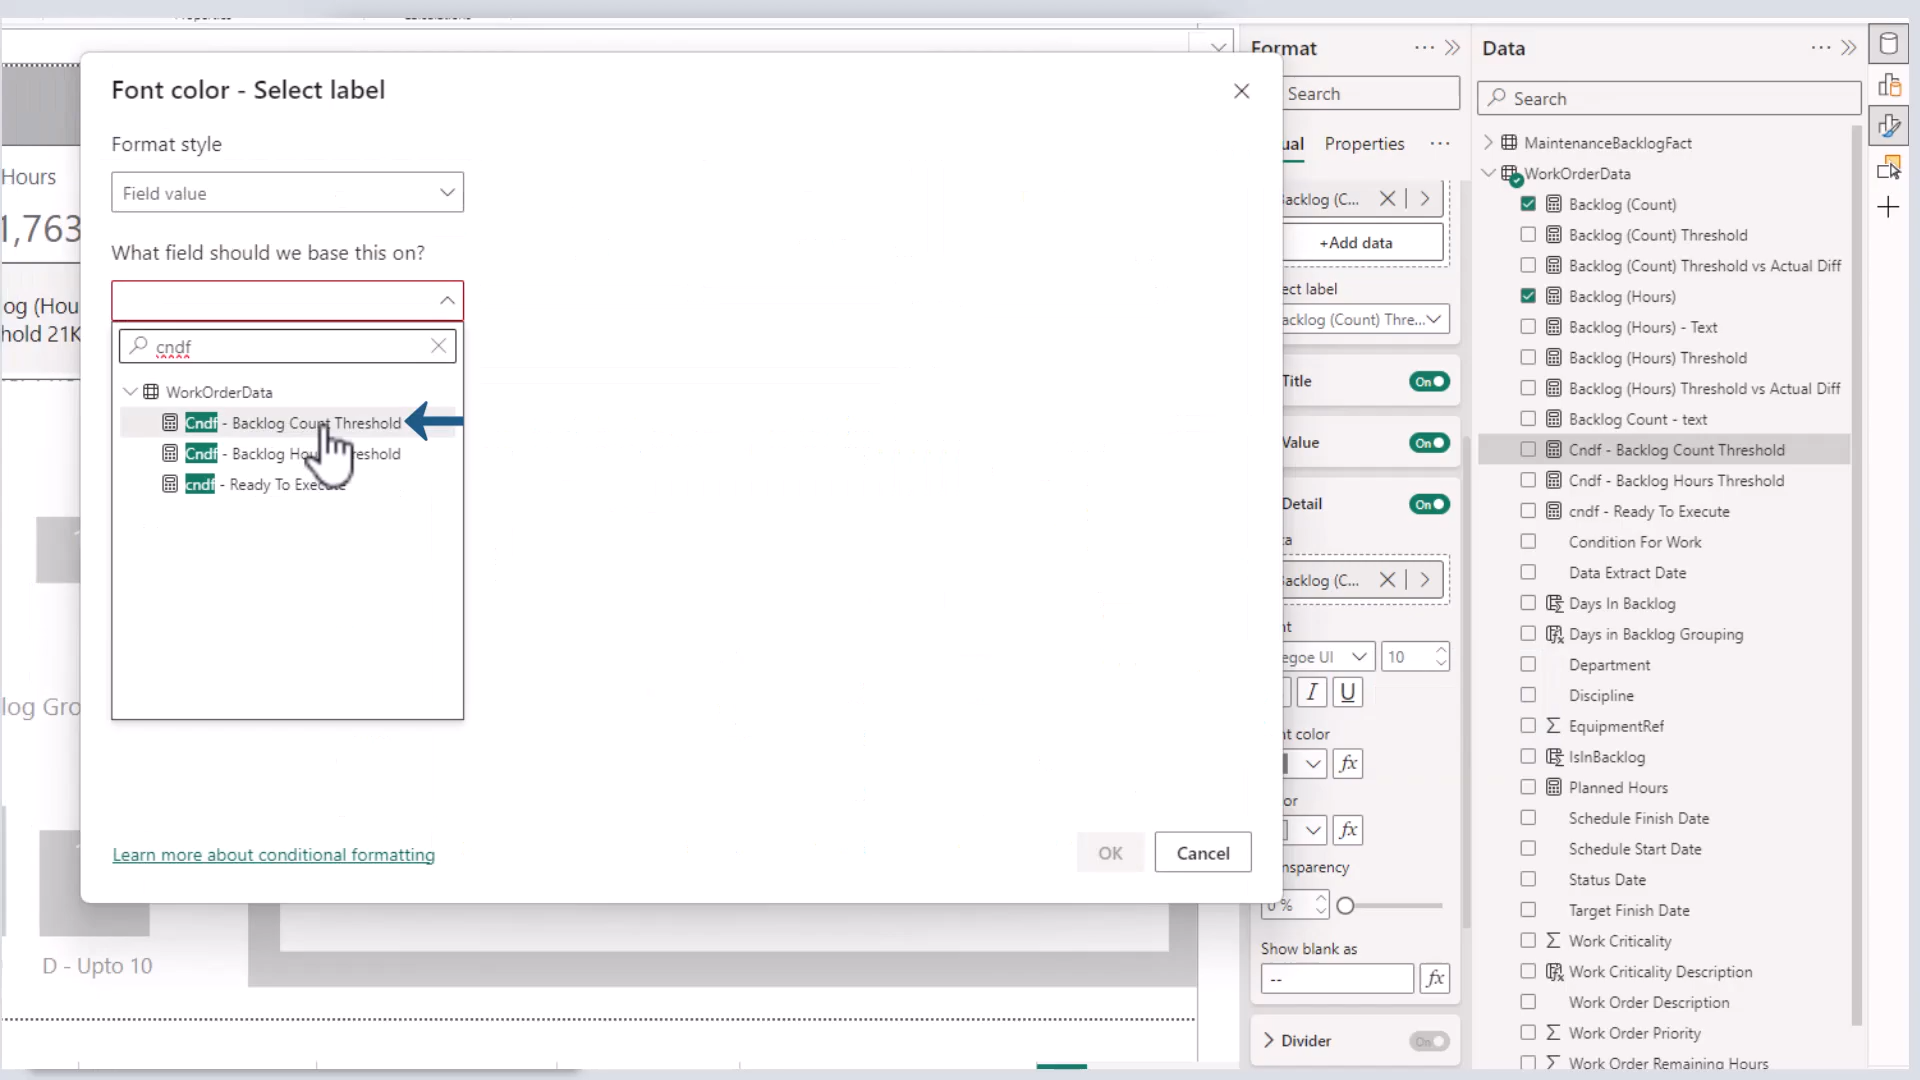 Font color - Select label
Format style
Field value
What field should we base this on?
cndf
WorkOrderData
Cndf - Backlog Count Threshold
Cndf - Backlog
cndf - Ready To Execute
Learn more about conditional formatting
OK
Cancel
Hours
1,763
og (Hou
hold 21K
log Gro
D - Upto 10
Format
Search
ual
Properties
acklog (C...
+Add data
ect label
acklog (Count) Thre...
Title
On
Value
On
Detail
On
ta
acklog (C...
nt
egoe UI
10
I
U
nt color
fx
or
fx
nsparency
0 %
Show blank as
--
fx
Divider
On
Data
Search
MaintenanceBacklogFact
WorkOrderData
Backlog (Count)
Backlog (Count) Threshold
Backlog (Count) Threshold vs Actual Diff
Backlog (Hours)
Backlog (Hours) - Text
Backlog (Hours) Threshold
Backlog (Hours) Threshold vs Actual Diff
Backlog Count - text
Cndf - Backlog Count Threshold
Cndf - Backlog Hours Threshold
cndf - Ready To Execute
Condition For Work
Data Extract Date
Days In Backlog
Days in Backlog Grouping
Department
Discipline
EquipmentRef
IsInBacklog
Planned Hours
Schedule Finish Date
Schedule Start Date
Status Date
Target Finish Date
Work Criticality
Work Criticality Description
Work Order Description
Work Order Priority
Work Order Remaining Hours